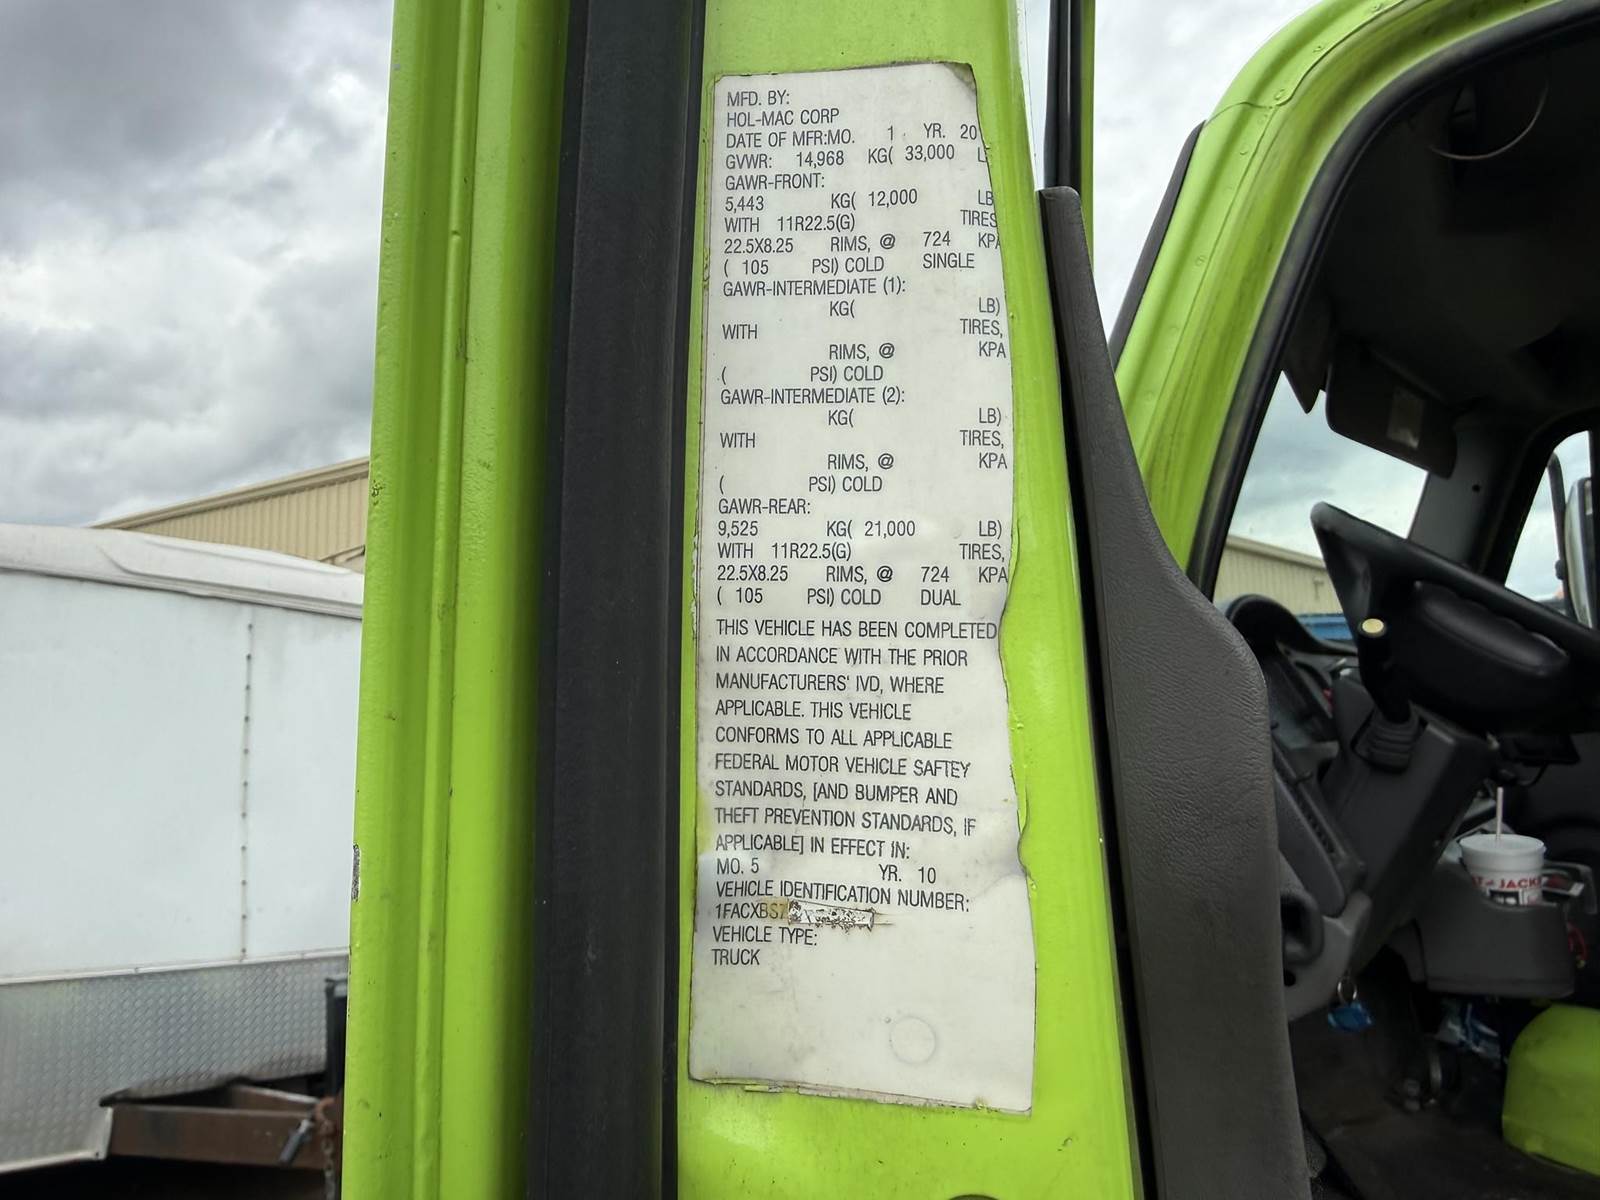 MFD. BY:
HOL-MAC CORP
DATE OF MFR:MO. 1 YR. 20
GVWR: 14,968 KG( 33,000 L
GAWR-FRONT:
5,443 KG( 12,000 LB
WITH 11R22.5(G) TIRES
22.5X8.25 RIMS, @ 724 KPA
( 105 PSI) COLD SINGLE
GAWR-INTERMEDIATE (1):
KG( LB)
WITH TIRES,
RIMS, @ KPA
( PSI) COLD
GAWR-INTERMEDIATE (2):
KG( LB)
WITH TIRES,
RIMS, @ KPA
( PSI) COLD
GAWR-REAR:
9,525 KG( 21,000 LB)
WITH 11R22.5(G) TIRES,
22.5X8.25 RIMS, @ 724 KPA
( 105 PSI) COLD DUAL
THIS VEHICLE HAS BEEN COMPLETED
IN ACCORDANCE WITH THE PRIOR
MANUFACTURERS' IVD, WHERE
APPLICABLE. THIS VEHICLE
CONFORMS TO ALL APPLICABLE
FEDERAL MOTOR VEHICLE SAFTEY
STANDARDS, [AND BUMPER AND
THEFT PREVENTION STANDARDS, IF
APPLICABLE] IN EFFECT IN:
MO. 5 YR. 10
VEHICLE IDENTIFICATION NUMBER:
1FACXBS7
VEHICLE TYPE:
TRUCK